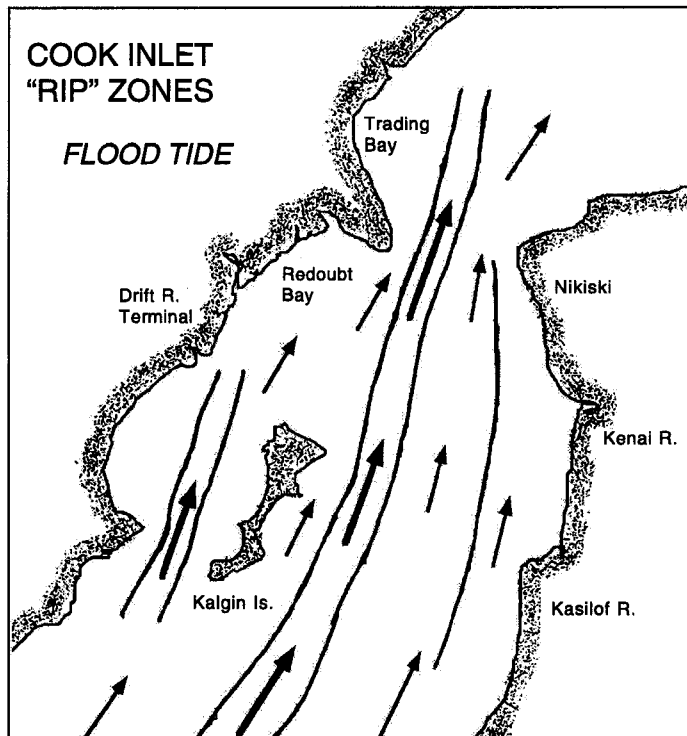 COOK INLET
"RIP" ZONES
FLOOD TIDE
Trading
Bay
Redoubt
Bay
Drift R.
Terminal
Nikiski
Kenai R.
Kalgin Is.
Kasilof R.